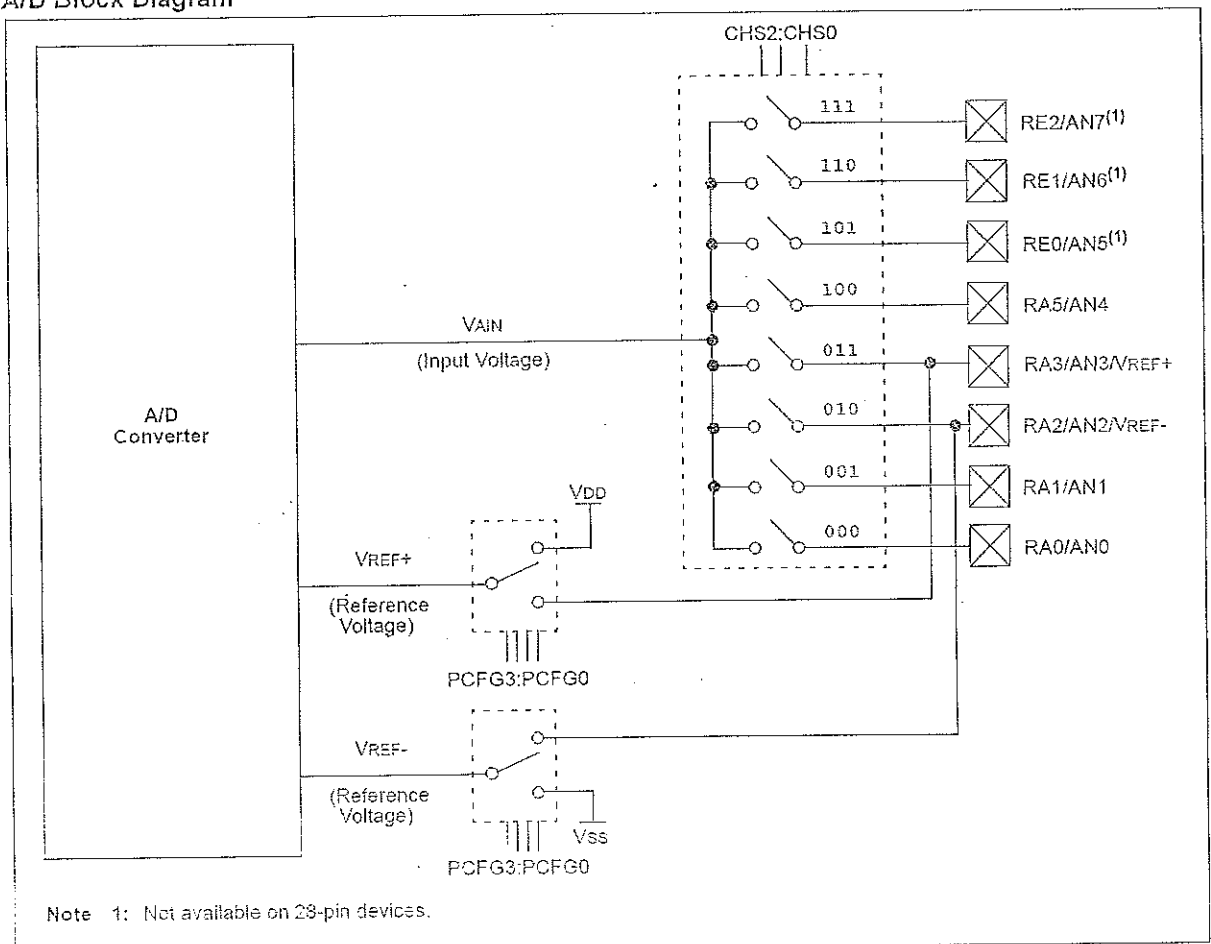 A/D Block Diagram
CHS2:CHS0
111
RE2/AN7(1)
110
RE1/AN6(1)
101
RE0/AN5(1)
100
RA5/AN4
VAIN
(Input Voltage)
011
RA3/AN3/VREF+
A/D
Converter
010
RA2/AN2/VREF-
001
RA1/AN1
VDD
000
RA0/AN0
VREF+
(Reference
Voltage)
PCFG3:PCFG0
VREF-
(Reference
Voltage)
VSS
PCFG3:PCFG0
Note 1: Not available on 28-pin devices.